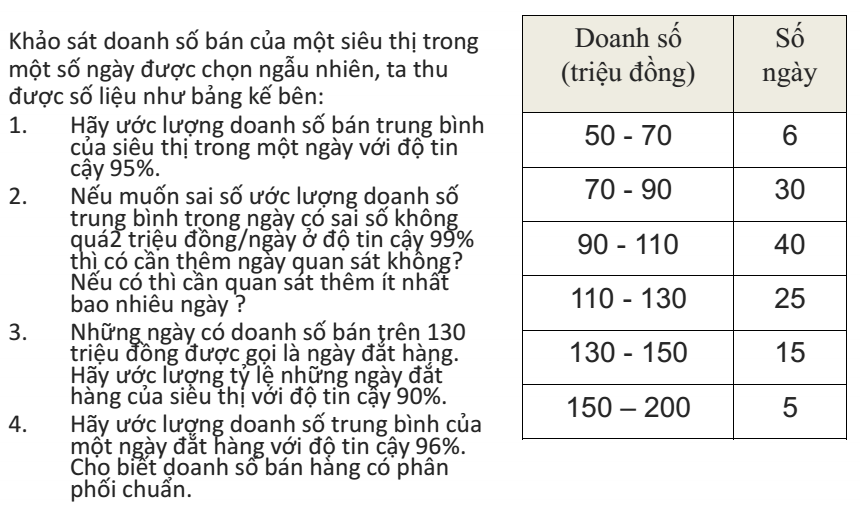 Khảo sát doanh số bán của một siêu thị trong
một số ngày được chọn ngẫu nhiên, ta thu
được số liệu như bảng kế bên:
1. Hãy ước lượng doanh số bán trung bình
của siêu thị trong một ngày với độ tin
cậy 95%.
2. Nếu muốn sai số ước lượng doanh số
trung bình trong ngày có sai số không
quá2 triệu đồng/ngày ở độ tin cậy 99%
thì có cần thêm ngày quan sát không?
Nếu có thì cần quan sát thêm ít nhất
bao nhiêu ngày ?
3. Những ngày có doanh số bán trên 130
triệu đồng được gọi là ngày đắt hàng.
Hãy ước lượng tỷ lệ những ngày đắt
hàng của siêu thị với độ tin cậy 90%.
4. Hãy ước lượng doanh số trung bình của
một ngày đắt hàng với độ tin cậy 96%.
Cho biết doanh số bán hàng có phân
phối chuẩn.
Doanh số (triệu đồng) Số ngày
50 - 70 6
70 - 90 30
90 - 110 40
110 - 130 25
130 - 150 15
150 – 200 5